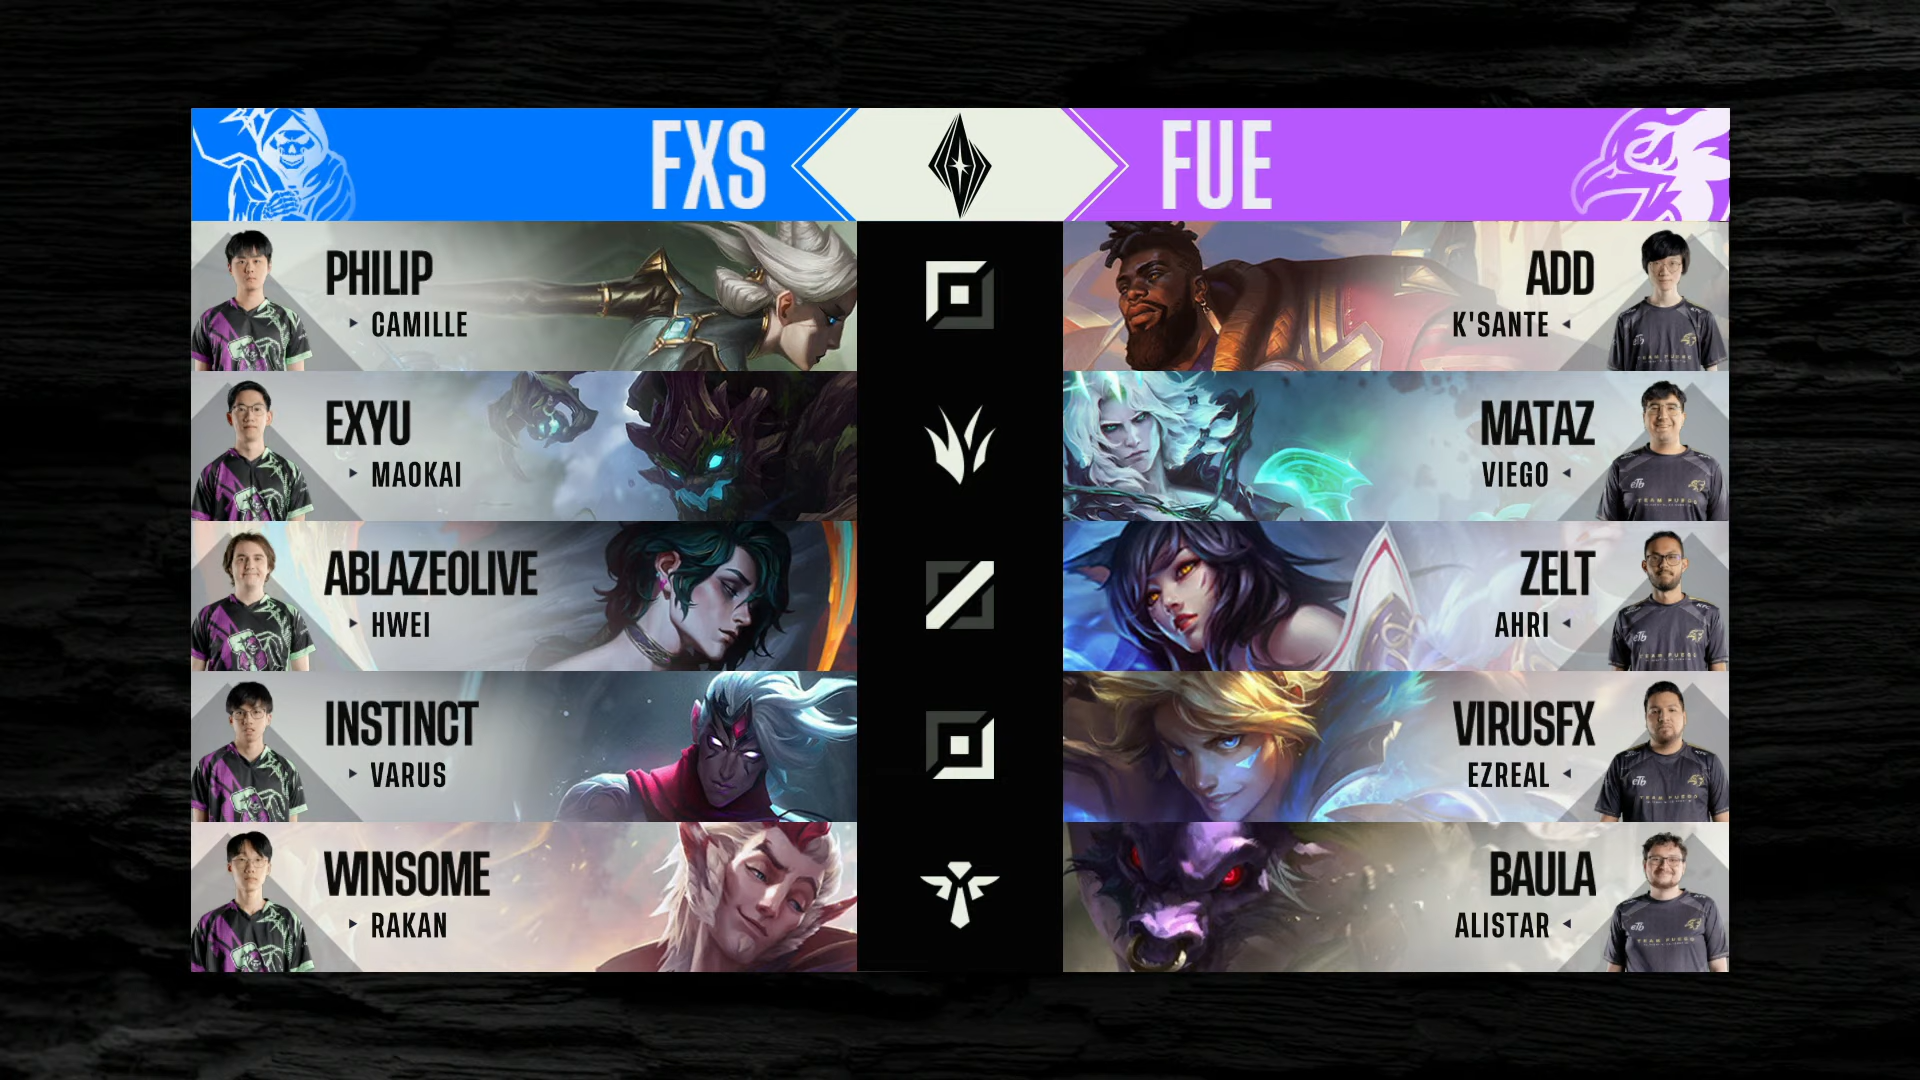 FXS
FUE
PHILIP
CAMILLE
ADD
K'SANTE
EXYU
MAOKAI
MATAZ
VIEGO
ABLAZEOLIVE
HWEI
ZELT
AHRI
INSTINCT
VARUS
VIRUSFX
EZREAL
WINSOME
RAKAN
BAULA
ALISTAR